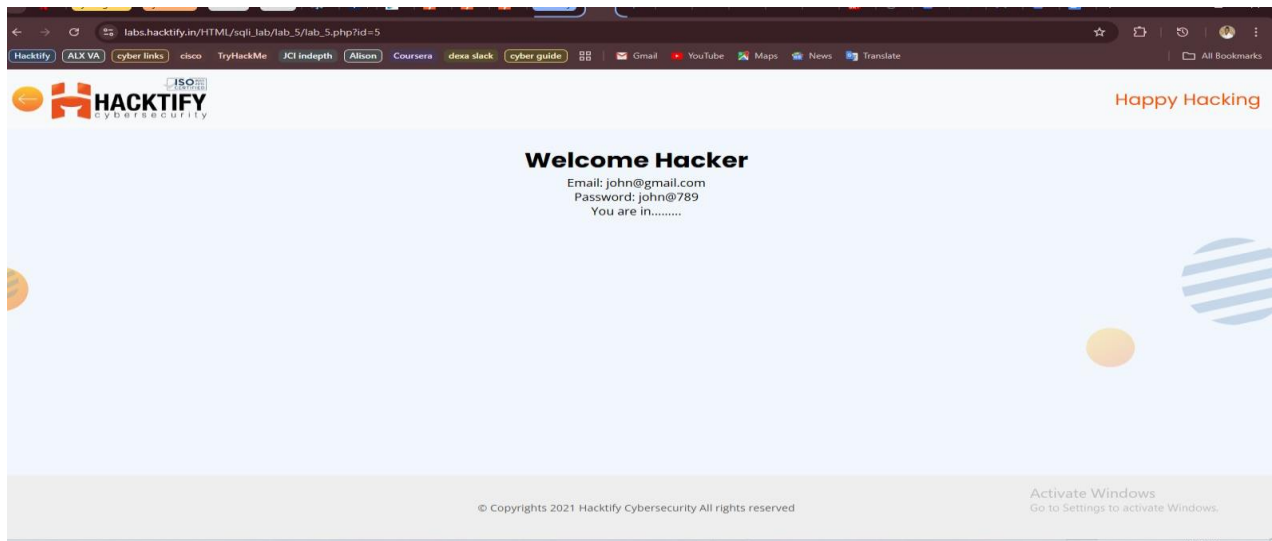 labs.hacktify.in/HTML/sqli_lab/lab_5/lab_5.php?id=5
Hacktify ALX VA cyber links cisco TryHackMe JCI indepth Alison Coursera dexa slack cyber guide Gmail YouTube Maps News Translate All Bookmarks
ISO
HACKTIFY
cybersecurity
Happy Hacking
Welcome Hacker
Email: john@gmail.com
Password: john@789
You are in.........
© Copyrights 2021 Hacktify Cybersecurity All rights reserved
Activate Windows
Go to Settings to activate Windows.